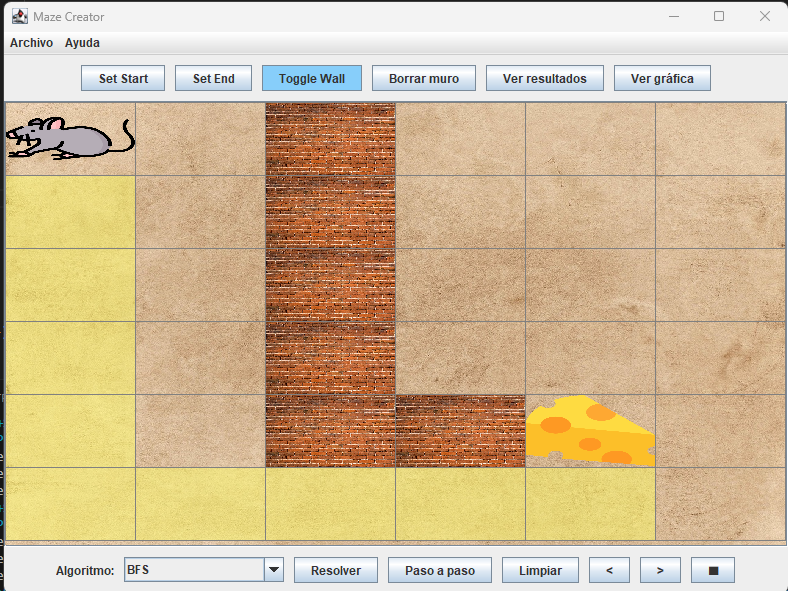 Maze Creator
Archivo Ayuda
Set Start Set End Toggle Wall Borrar muro Ver resultados Ver gráfica
Algoritmo: BFS Resolver Paso a paso Limpiar < >